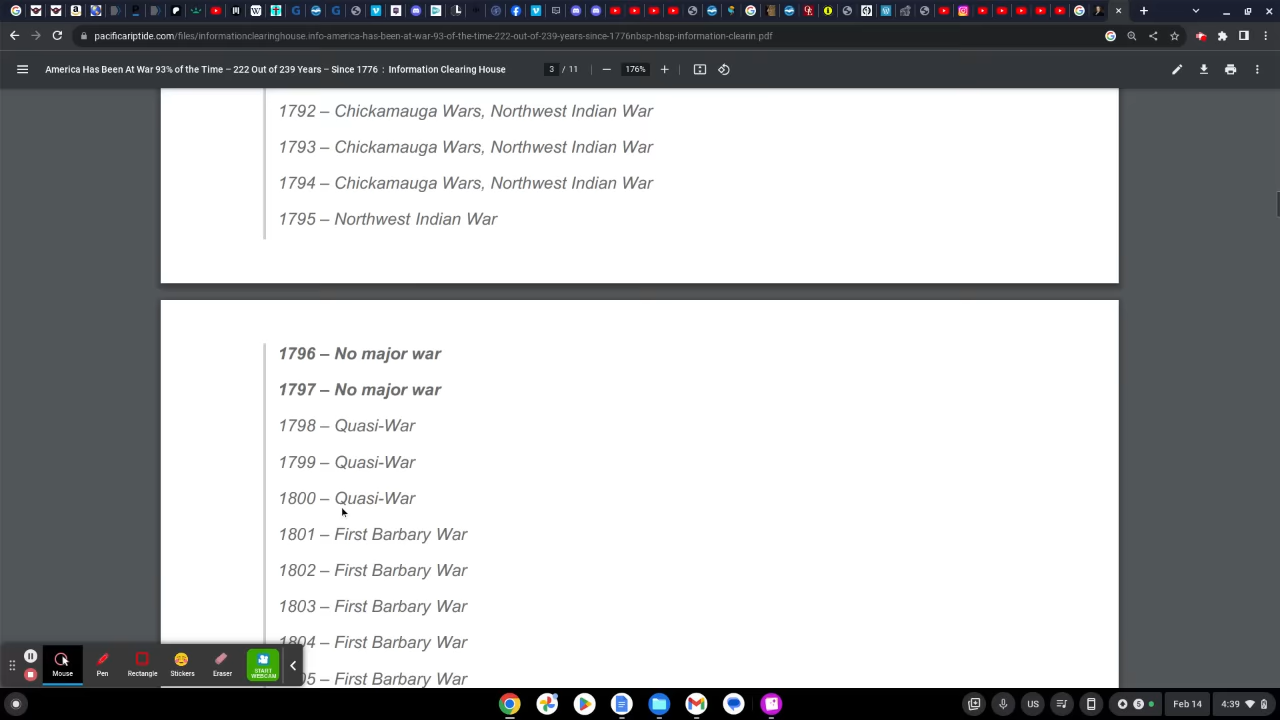 pacificariptide.com/files/informationclearinghouse.info-america-has-been-at-war-93-of-the-time-222-out-of-239-years-since-1776nbsp-nbsp-information-clearin.pdf
America Has Been At War 93% of the Time – 222 Out of 239 Years – Since 1776 : Information Clearing House
3 / 11
176%
1792 – Chickamauga Wars, Northwest Indian War
1793 – Chickamauga Wars, Northwest Indian War
1794 – Chickamauga Wars, Northwest Indian War
1795 – Northwest Indian War
1796 – No major war
1797 – No major war
1798 – Quasi-War
1799 – Quasi-War
1800 – Quasi-War
1801 – First Barbary War
1802 – First Barbary War
1803 – First Barbary War
1804 – First Barbary War
05 – First Barbary War
Mouse
Pen
Rectangle
Stickers
Eraser
START
WEBCAM
US
5
Feb 14
4:39